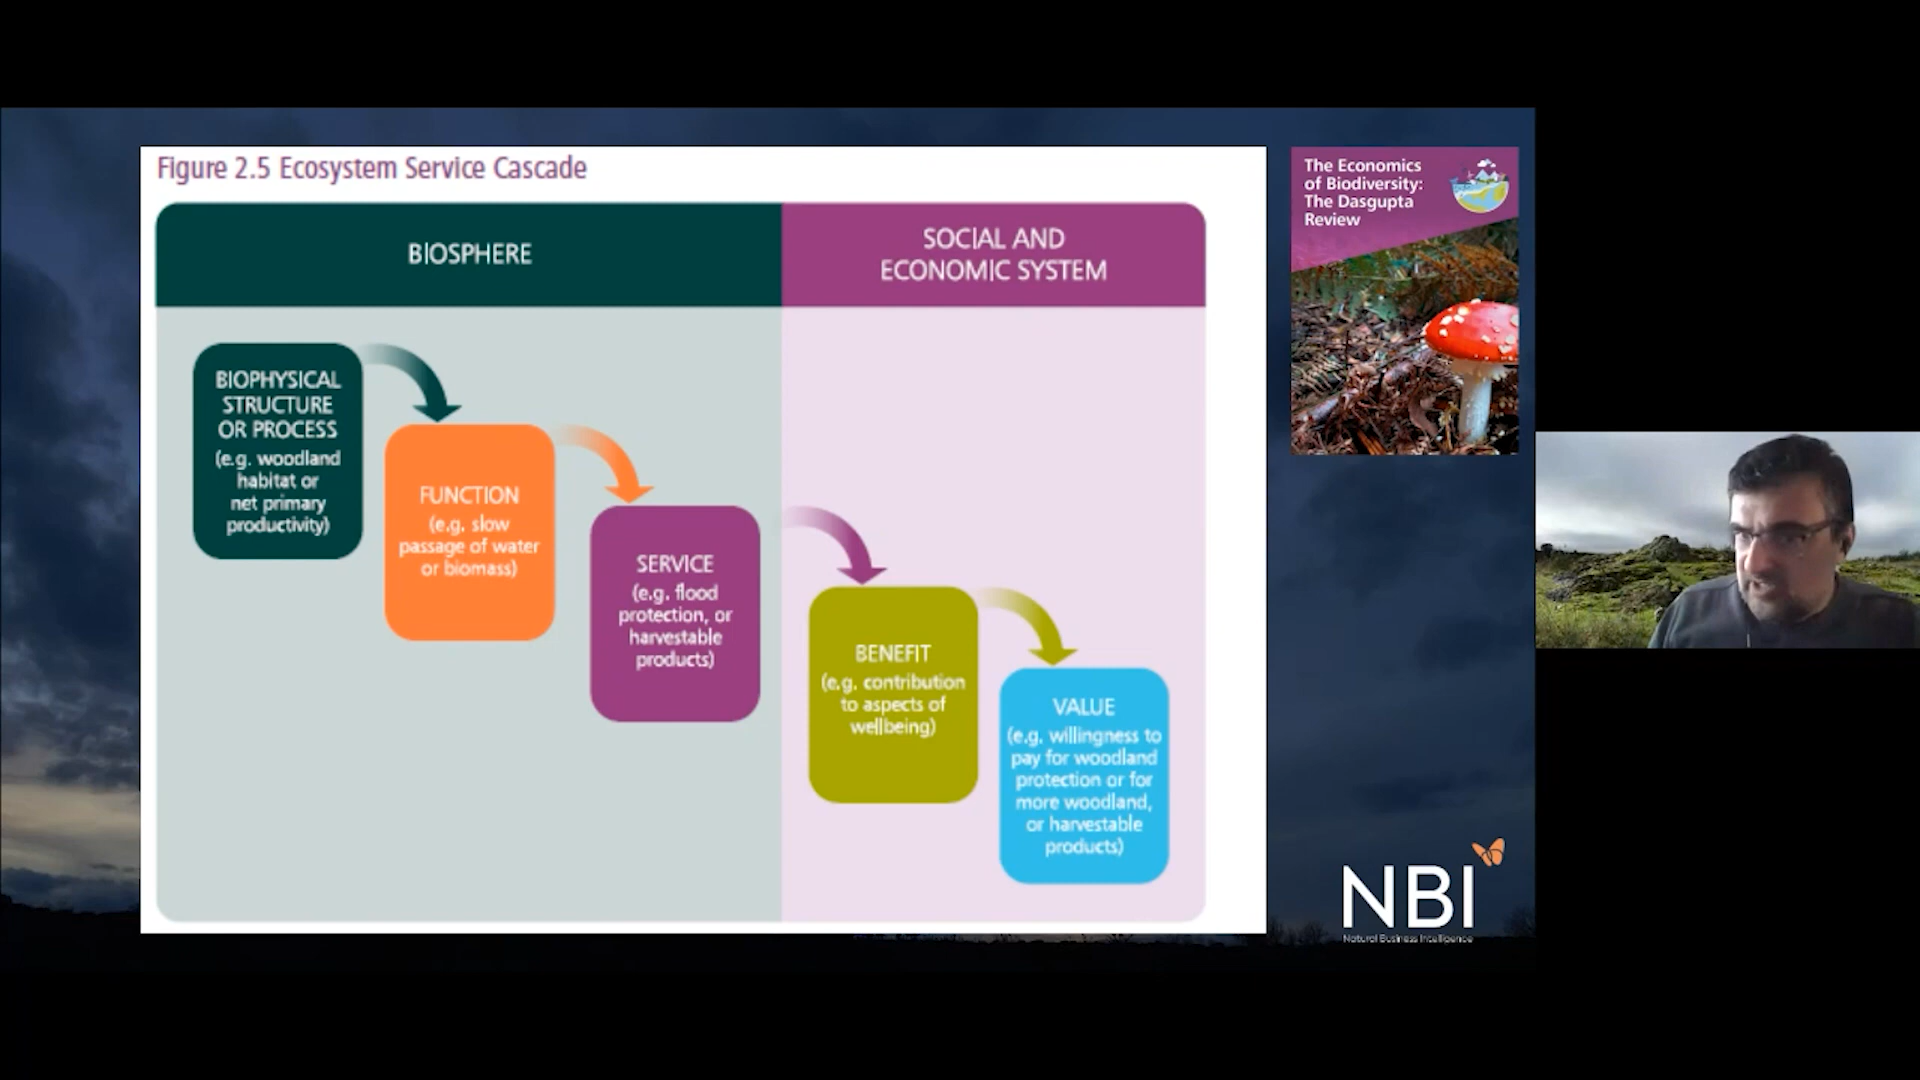 Figure 2.5 Ecosystem Service Cascade
BIOSPHERE
SOCIAL AND
ECONOMIC SYSTEM
BIOPHYSICAL
STRUCTURE
OR PROCESS
(e.g. woodland
habitat or
net primary
productivity)
FUNCTION
(e.g. slow
passage of water
or biomass)
SERVICE
(e.g. flood
protection, or
harvestable
products)
BENEFIT
(e.g. contribution
to aspects of
wellbeing)
VALUE
(e.g. willingness to
pay for woodland
protection or for
more woodland,
or harvestable
products)
The Economics
of Biodiversity:
The Dasgupta
Review
NBI
Natural Business Intelligence